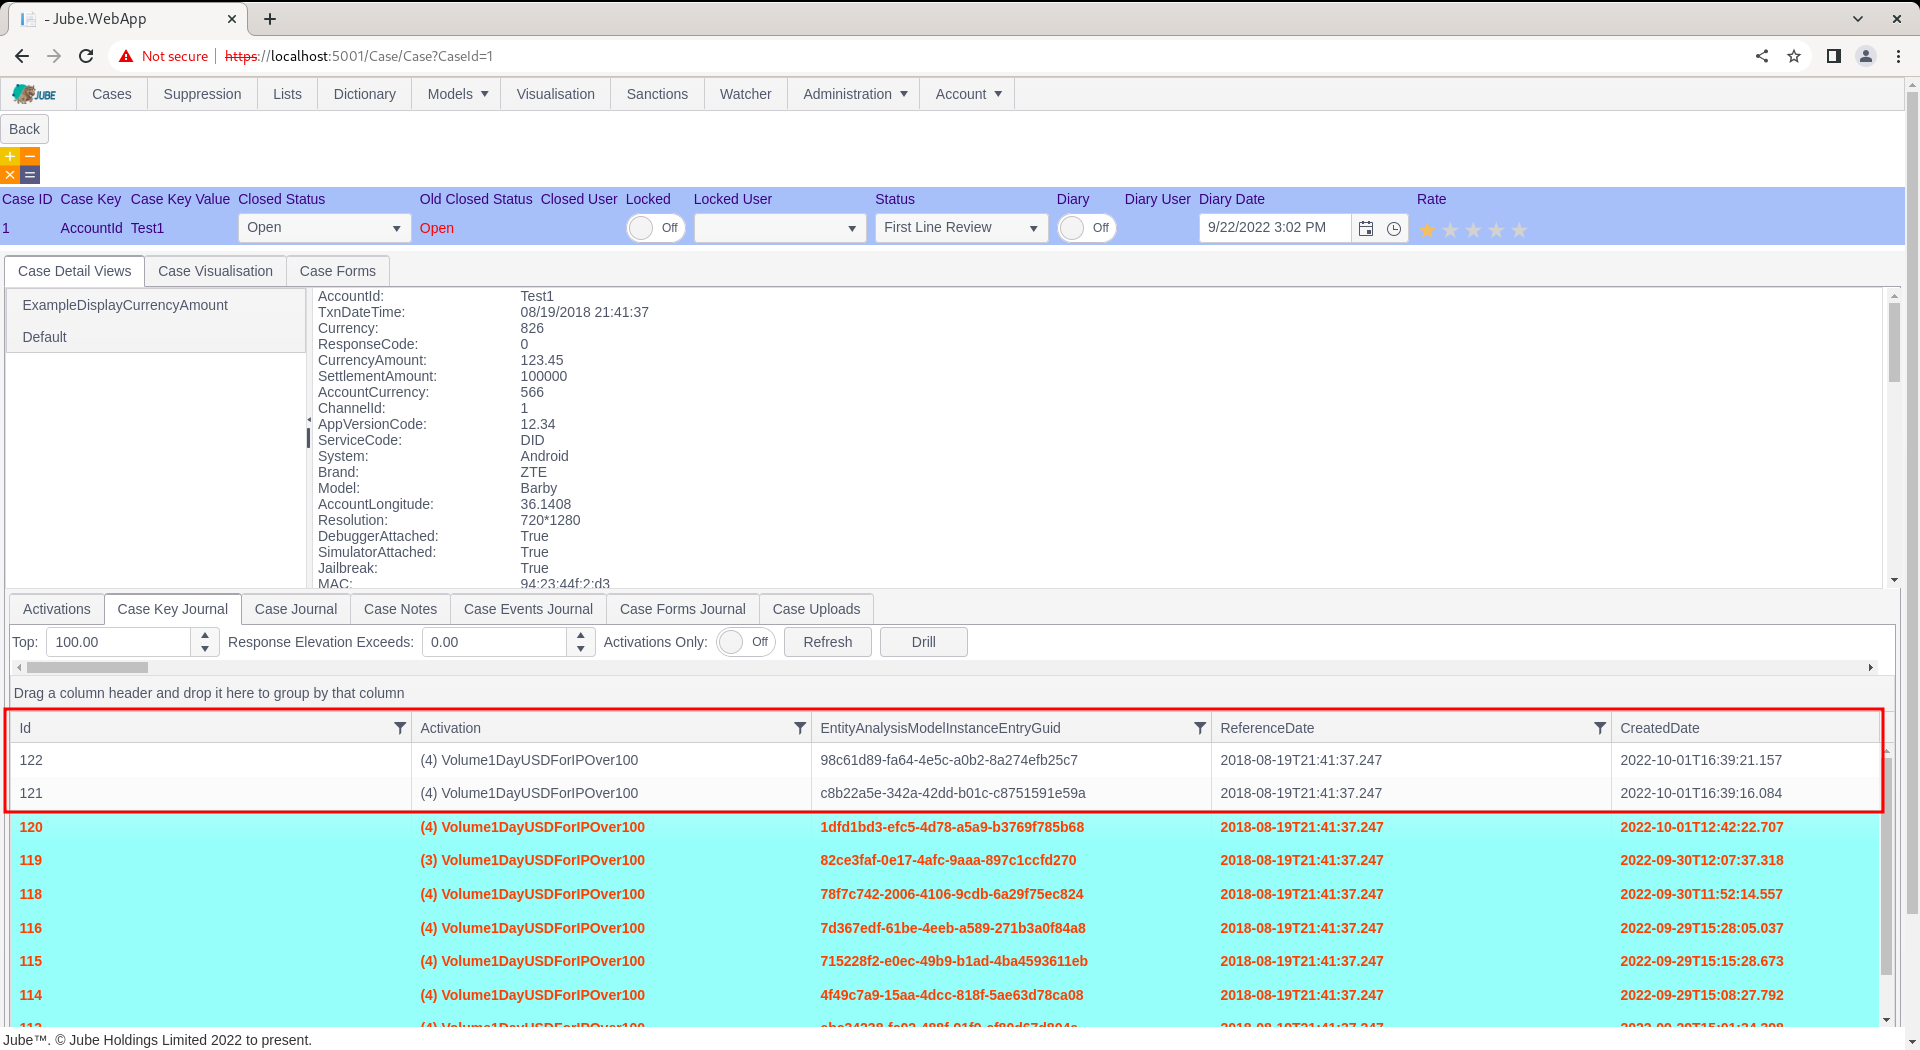 - Jube.WebApp
Not secure https://localhost:5001/Case/Case?CaseId=1
JUBE Cases Suppression Lists Dictionary Models Visualisation Sanctions Watcher Administration Account
Back
Case ID Case Key Case Key Value Closed Status Old Closed Status Closed User Locked Locked User Status Diary Diary User Diary Date Rate
1 AccountId Test1 Open Open Off First Line Review Off 9/22/2022 3:02 PM
Case Detail Views Case Visualisation Case Forms
ExampleDisplayCurrencyAmount
Default
AccountId: Test1
TxnDateTime: 08/19/2018 21:41:37
Currency: 826
ResponseCode: 0
CurrencyAmount: 123.45
SettlementAmount: 100000
AccountCurrency: 566
ChannelId: 1
AppVersionCode: 12.34
ServiceCode: DID
System: Android
Brand: ZTE
Model: Barby
AccountLongitude: 36.1408
Resolution: 720*1280
DebuggerAttached: True
SimulatorAttached: True
Jailbreak: True
MAC: 94:23:44f:2:d3
Activations Case Key Journal Case Journal Case Notes Case Events Journal Case Forms Journal Case Uploads
Top: 100.00 Response Elevation Exceeds: 0.00 Activations Only: Off Refresh Drill
Drag a column header and drop it here to group by that column
Id Activation EntityAnalysisModelInstanceEntryGuid ReferenceDate CreatedDate
122 (4) Volume1DayUSDForIPOver100 98c61d89-fa64-4e5c-a0b2-8a274efb25c7 2018-08-19T21:41:37.247 2022-10-01T16:39:21.157
121 (4) Volume1DayUSDForIPOver100 c8b22a5e-342a-42dd-b01c-c8751591e59a 2018-08-19T21:41:37.247 2022-10-01T16:39:16.084
120 (4) Volume1DayUSDForIPOver100 1dfd1bd3-efc5-4d78-a5a9-b3769f785b68 2018-08-19T21:41:37.247 2022-10-01T12:42:22.707
119 (3) Volume1DayUSDForIPOver100 82ce3faf-0e17-4afc-9aaa-897c1ccfd270 2018-08-19T21:41:37.247 2022-09-30T12:07:37.318
118 (4) Volume1DayUSDForIPOver100 78f7c742-2006-4106-9cdb-6a29f75ec824 2018-08-19T21:41:37.247 2022-09-30T11:52:14.557
116 (4) Volume1DayUSDForIPOver100 7d367edf-61be-4eeb-a589-271b3a0f84a8 2018-08-19T21:41:37.247 2022-09-29T15:28:05.037
115 (4) Volume1DayUSDForIPOver100 715228f2-e0ec-49b9-b1ad-4ba4593611eb 2018-08-19T21:41:37.247 2022-09-29T15:15:28.673
114 (4) Volume1DayUSDForIPOver100 4f49c7a9-15aa-4dcc-818f-5ae63d78ca08 2018-08-19T21:41:37.247 2022-09-29T15:08:27.792
(4) Volume1DayUSDForIPOver100 2018-08-19T21:41:37.247
Jube™. © Jube Holdings Limited 2022 to present.